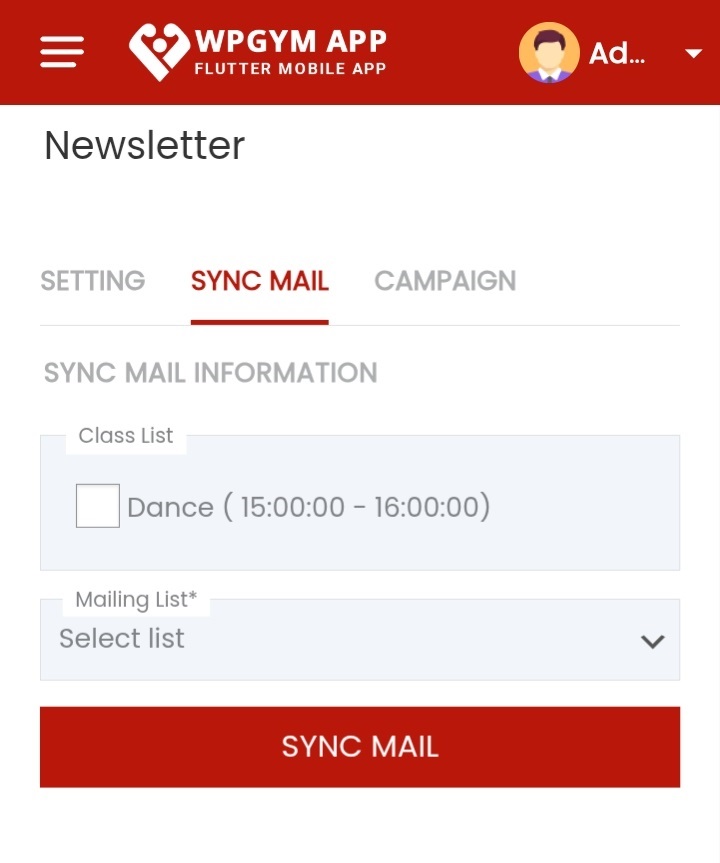 WPGYM APP
FLUTTER MOBILE APP
Ad...
Newsletter
SETTING SYNC MAIL CAMPAIGN
SYNC MAIL INFORMATION
Class List
Dance ( 15:00:00 - 16:00:00)
Mailing List*
Select list
SYNC MAIL